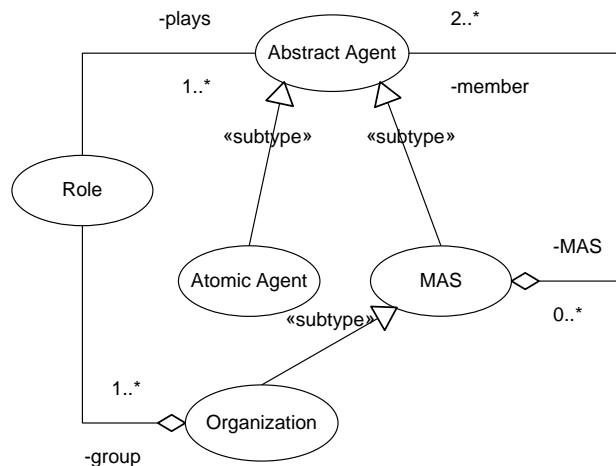 -plays
2..*
Abstract Agent
1..*
-member
«subtype»
«subtype»
Role
-MAS
Atomic Agent
MAS
0..*
«subtype»
1..*
Organization
-group